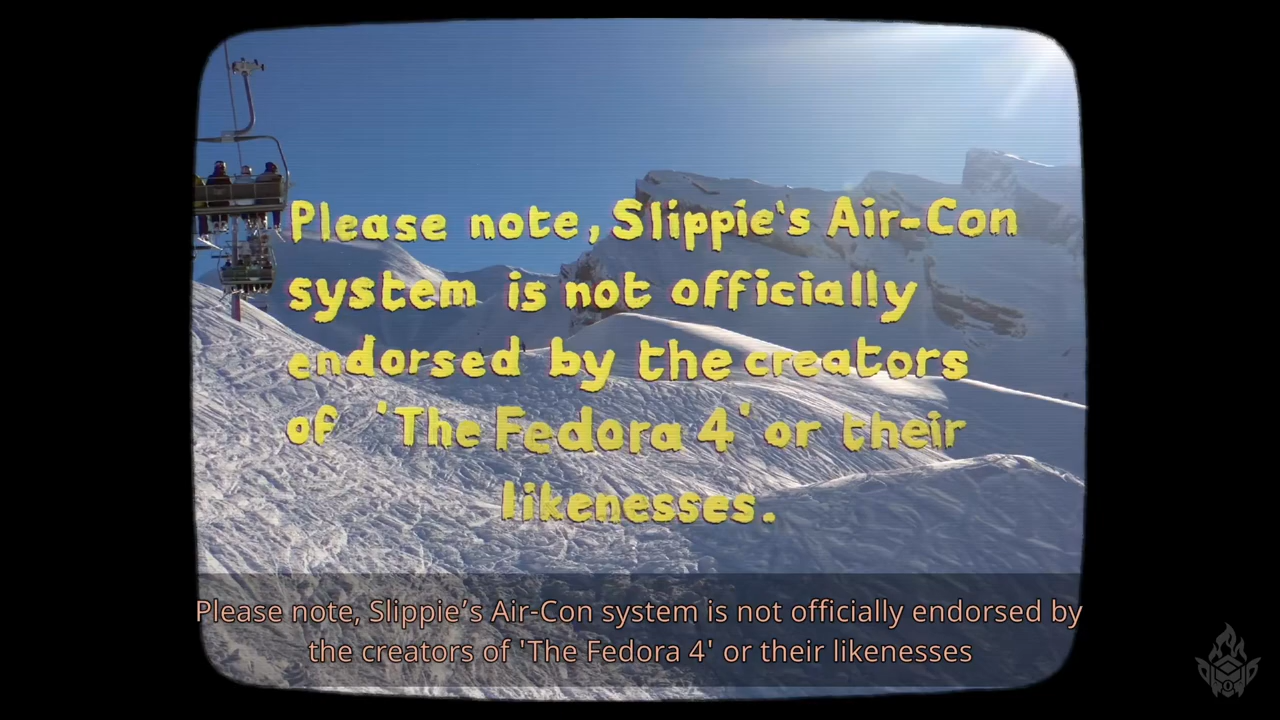 Please note, Slippie's Air-Con
system is not officially
endorsed by the creators
of 'The Fedora 4' or their
likenesses.
Please note, Slippie’s Air-Con system is not officially endorsed by
the creators of 'The Fedora 4' or their likenesses